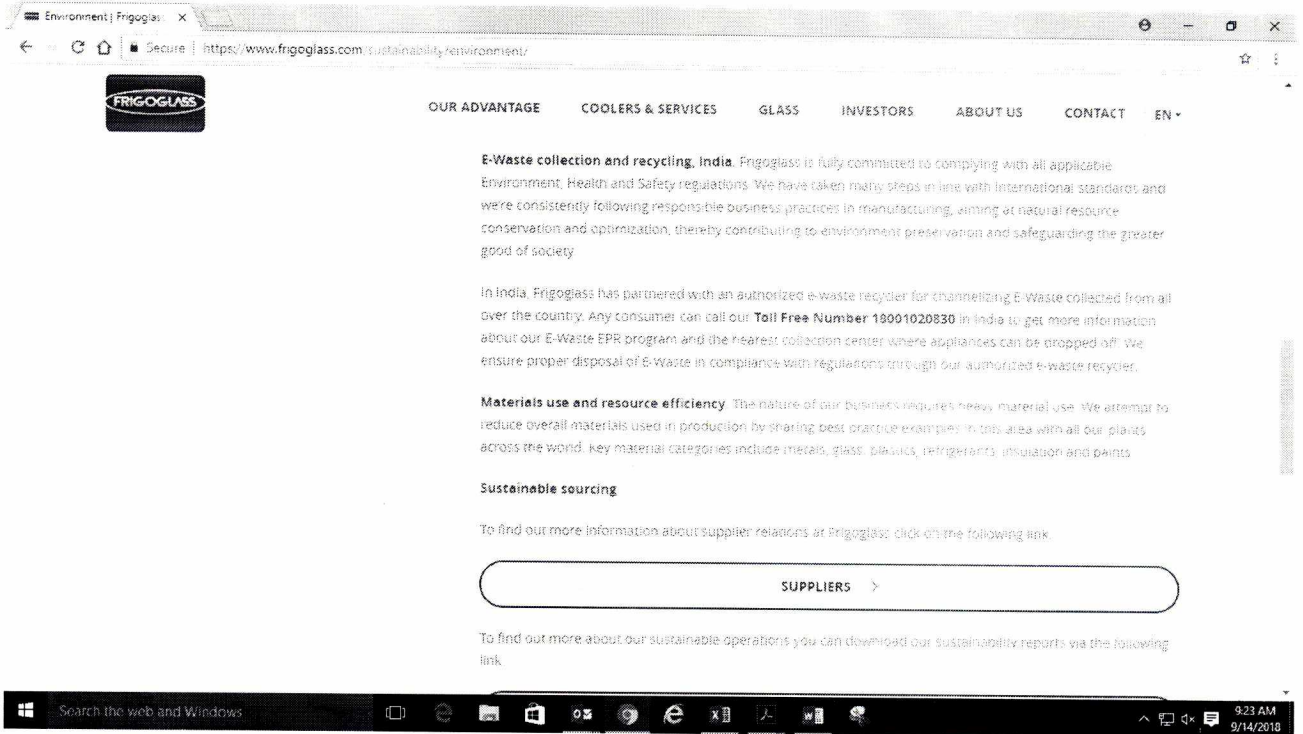 Environment | Frigoglas
Secure | https://www.frigoglass.com/sustainability/environment/
FRIGOGLASS
OUR ADVANTAGE COOLERS & SERVICES GLASS INVESTORS ABOUT US CONTACT EN
E-Waste collection and recycling, India. Frigoglass is fully committed to complying with all applicable
Environment, Health and Safety regulations. We have taken many steps in line with international standards and
we're consistently following responsible business practices in manufacturing, aiming at natural resource
conservation and optimization, thereby contributing to environment preservation and safeguarding the greater
good of society
In India, Frigoglass has partnered with an authorized e-waste recycler for channelizing E-Waste collected from all
over the country. Any consumer can call our Toll Free Number 18001020830 in India to get more information
about our E-Waste EPR program and the nearest collection center where appliances can be dropped off. We
ensure proper disposal of E-Waste in compliance with regulations through our authorized e-waste recycler.
Materials use and resource efficiency. The nature of our business requires heavy material use. We attempt to
reduce overall materials used in production by sharing best practice examples in this area with all our plants
across the world. Key material categories include metals, glass, plastics, refrigerants, insulation and paints
Sustainable sourcing
To find out more information about supplier relations at Frigoglass click on the following link
SUPPLIERS >
To find out more about our sustainable operations you can download our sustainability reports via the following
link
Search the web and Windows
9:23 AM
9/14/2018